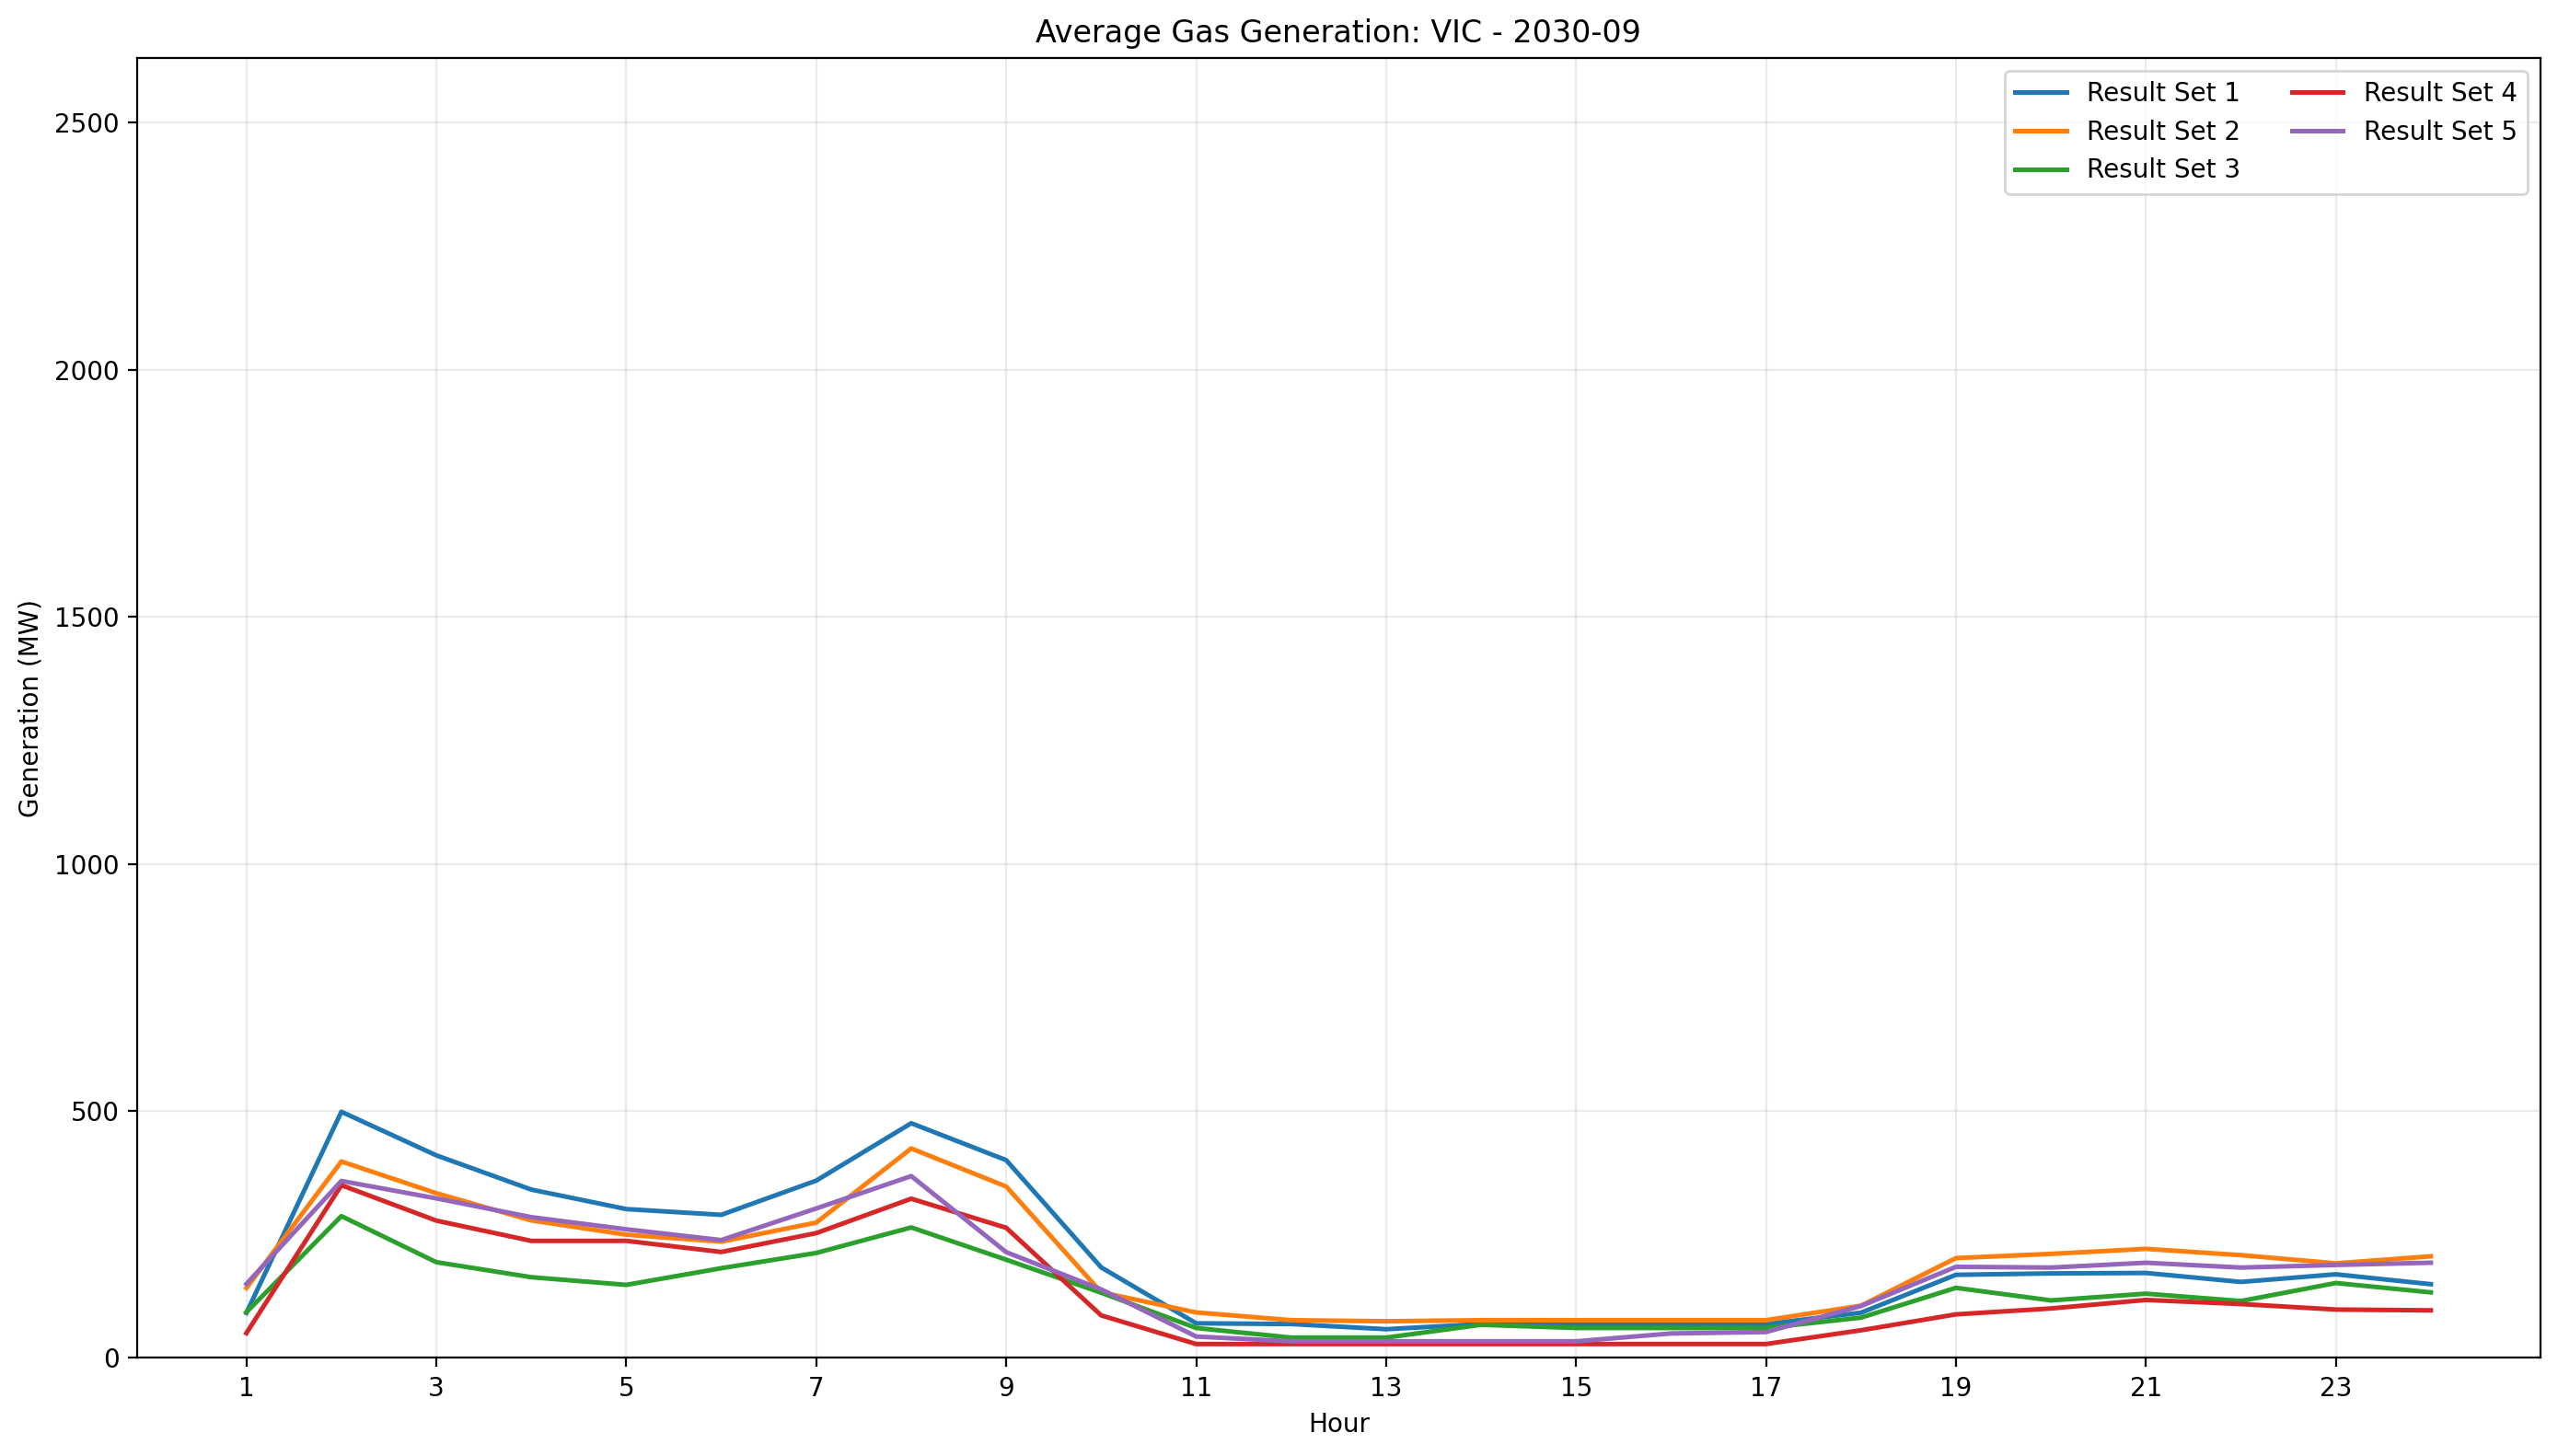 Average Gas Generation: VIC - 2030-09
Result Set 1
Result Set 2
Result Set 3
Result Set 4
Result Set 5
Generation (MW)
2500
2000
1500
1000
500
0
1 3 5 7 9 11 13 15 17 19 21 23
Hour